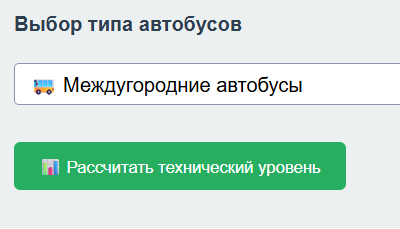 Выбор типа автобусов
🚌 Междугородние автобусы
📊 Рассчитать технический уровень